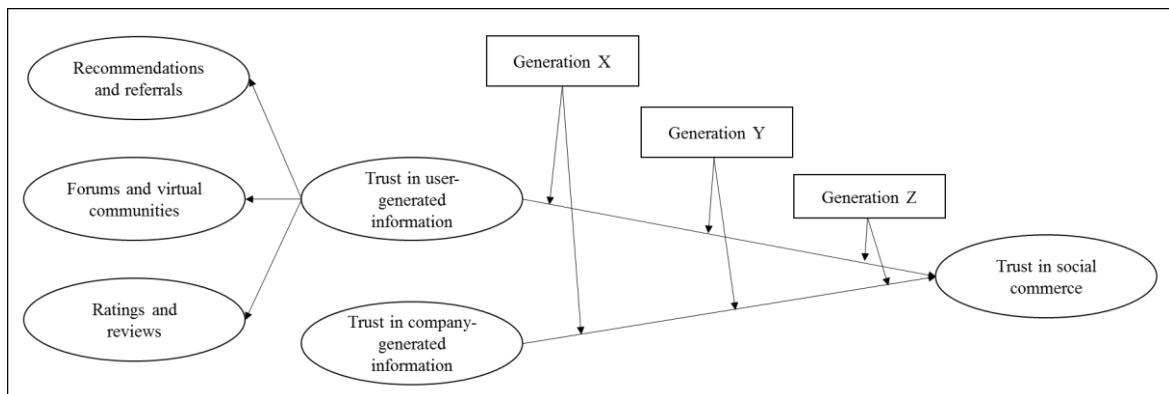 Recommendations
and referrals
Forums and virtual
communities
Ratings and
reviews
Trust in user-
generated
information
Trust in company-
generated
information
Generation X
Generation Y
Generation Z
Trust in social
commerce